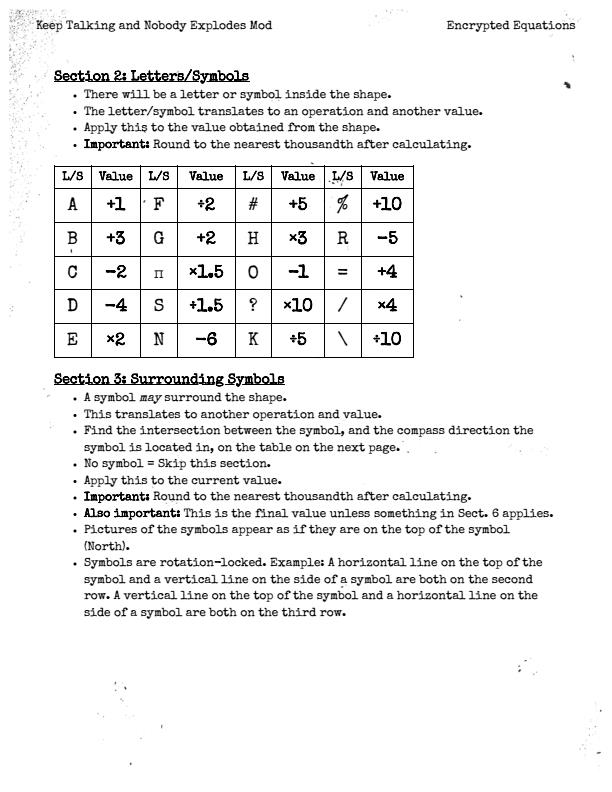 Keep Talking and Nobody Explodes Mod Encrypted Equations
Section 2: Letters/Symbols
• There will be a letter or symbol inside the shape.
• The letter/symbol translates to an operation and another value.
• Apply this to the value obtained from the shape.
• Important: Round to the nearest thousandth after calculating.
L/S Value L/S Value L/S Value L/S Value
A +1 F ÷2 # +5 % +10
B +3 G +2 H ×3 R −5
C −2 π ×1.5 O −1 = +4
D −4 S ÷1.5 ? ×10 / ×4
E ×2 N −6 K ÷5 \ ÷10
Section 3: Surrounding Symbols
• A symbol may surround the shape.
• This translates to another operation and value.
• Find the intersection between the symbol, and the compass direction the
symbol is located in, on the table on the next page.
• No symbol = Skip this section.
• Apply this to the current value.
• Important: Round to the nearest thousandth after calculating.
• Also important: This is the final value unless something in Sect. 6 applies.
• Pictures of the symbols appear as if they are on the top of the symbol
(North).
• Symbols are rotation-locked. Example: A horizontal line on the top of the
symbol and a vertical line on the side of a symbol are both on the second
row. A vertical line on the top of the symbol and a horizontal line on the
side of a symbol are both on the third row.